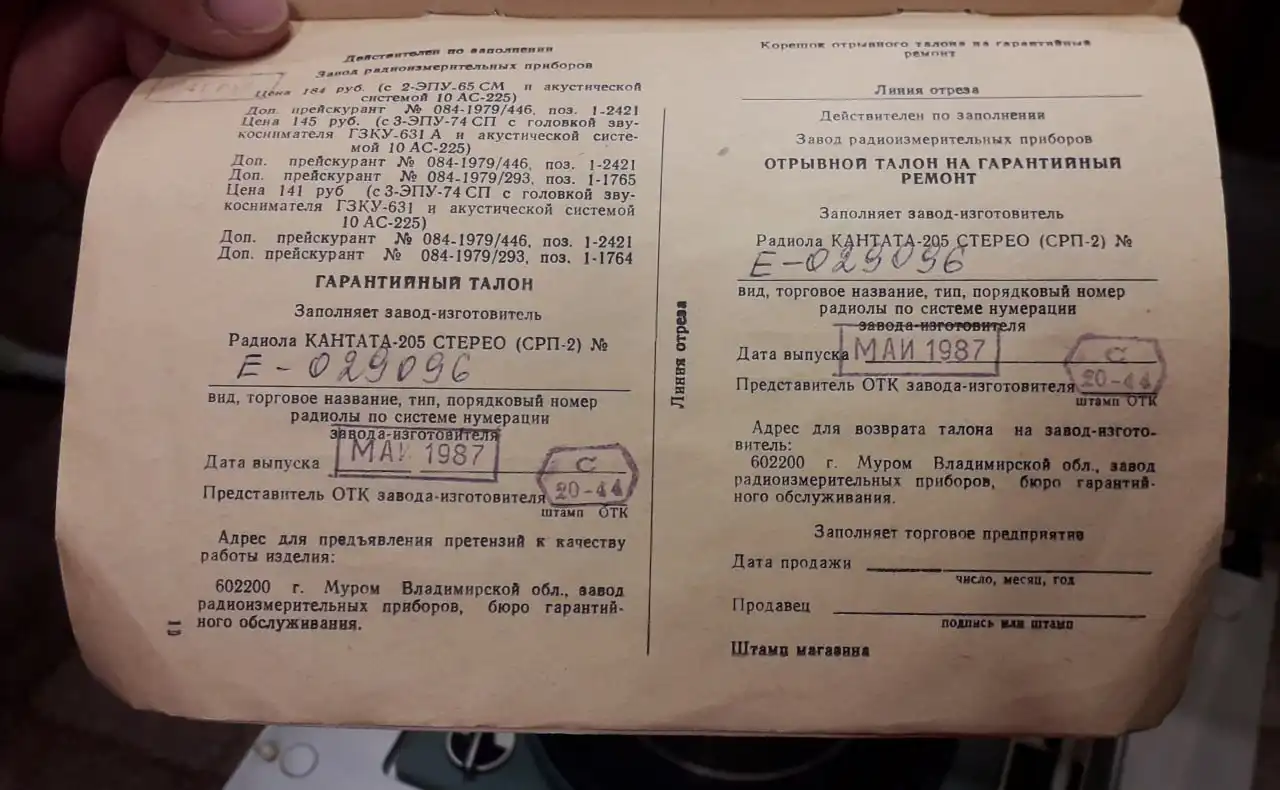 Действителен по заполнении
Завод радиоизмерительных приборов
Цена 184 руб. (с 2-ЭПУ-65 СМ и акустической
системой 10 АС-225)
Доп. прейскурант № 084-1979/446, поз. 1-2421
Цена 145 руб. (с 3-ЭПУ-74 СП с головкой зву-
коснимателя ГЗКУ-631 А и акустической систе-
мой 10 АС-225)
Доп. прейскурант № 084-1979/446, поз. 1-2421
Доп. прейскурант № 084-1979/293, поз. 1-1765
Цена 141 руб (с 3-ЭПУ-74 СП с головкой зву-
коснимателя ГЗКУ-631 и акустической системой
10 АС-225)
Доп. прейскурант № 084-1979/446, поз. 1-2421
Доп. прейскурант № 084-1979/293, поз. 1-1764
ГАРАНТИЙНЫЙ ТАЛОН
Заполняет завод-изготовитель
Радиола КАНТАТА-205 СТЕРЕО (СРП-2) №
Е-029096
вид, торговое название, тип, порядковый номер
радиолы по системе нумерации
завода-изготовителя
Дата выпуска МАЙ 1987
Представитель ОТК завода-изготовителя
С
20-44
штамп ОТК
Адрес для предъявления претензий к качеству
работы изделия:
602200 г. Муром Владимирской обл., завод
радиоизмерительных приборов, бюро гарантий-
ного обслуживания.
Линия отреза
Корешок отрывного талона на гарантийный
ремонт
Линия отреза
Действителен по заполнении
Завод радиоизмерительных приборов
ОТРЫВНОЙ ТАЛОН НА ГАРАНТИЙНЫЙ
РЕМОНТ
Заполняет завод-изготовитель
Радиола КАНТАТА-205 СТЕРЕО (СРП-2) №
Е-029096
вид, торговое название, тип, порядковый номер
радиолы по системе нумерации
завода-изготовителя
Дата выпуска МАЙ 1987
Представитель ОТК завода-изготовителя
С
20-44
штамп ОТК
Адрес для возврата талона на завод-изгото-
витель:
602200 г. Муром Владимирской обл., завод
радиоизмерительных приборов, бюро гарантий-
ного обслуживания.
Заполняет торговое предприятие
Дата продажи
число, месяц, год
Продавец
подпись или штамп
Штамп магазина